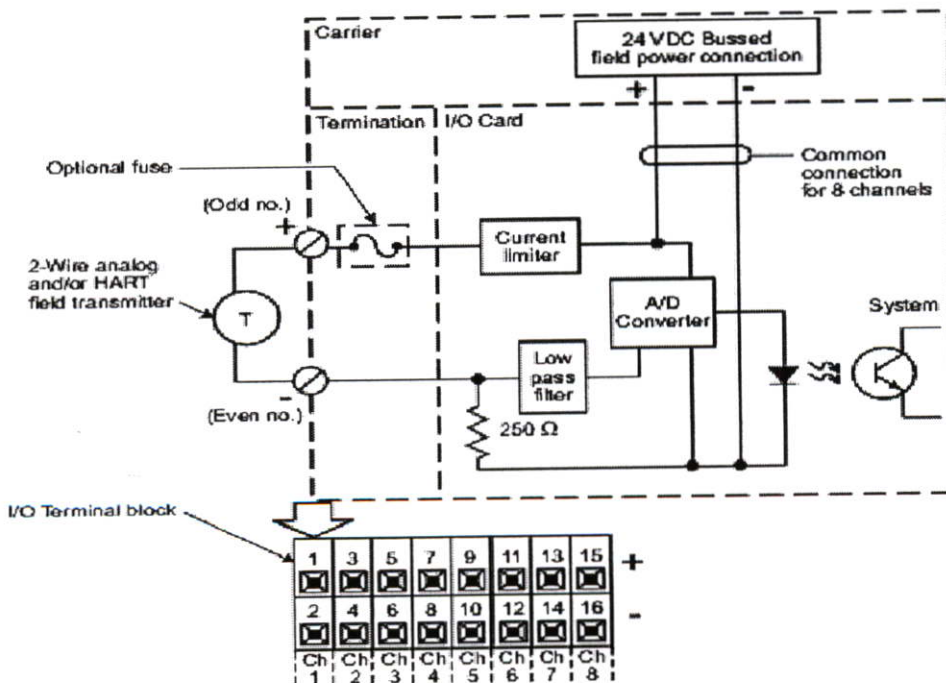 Carrier
24 VDC Bussed
field power connection
+
-
Termination
I/O Card
Optional fuse
Common
connection
for 8 channels
(Odd no.)
+
Current
limiter
2-Wire analog
and/or HART
field transmitter
T
A/D
Converter
System
Low
pass
filter
-
(Even no.)
250 Ω
I/O Terminal block
1 3 5 7 9 11 13 15 +
2 4 6 8 10 12 14 16 -
Ch Ch Ch Ch Ch Ch Ch Ch
1 2 3 4 5 6 7 8